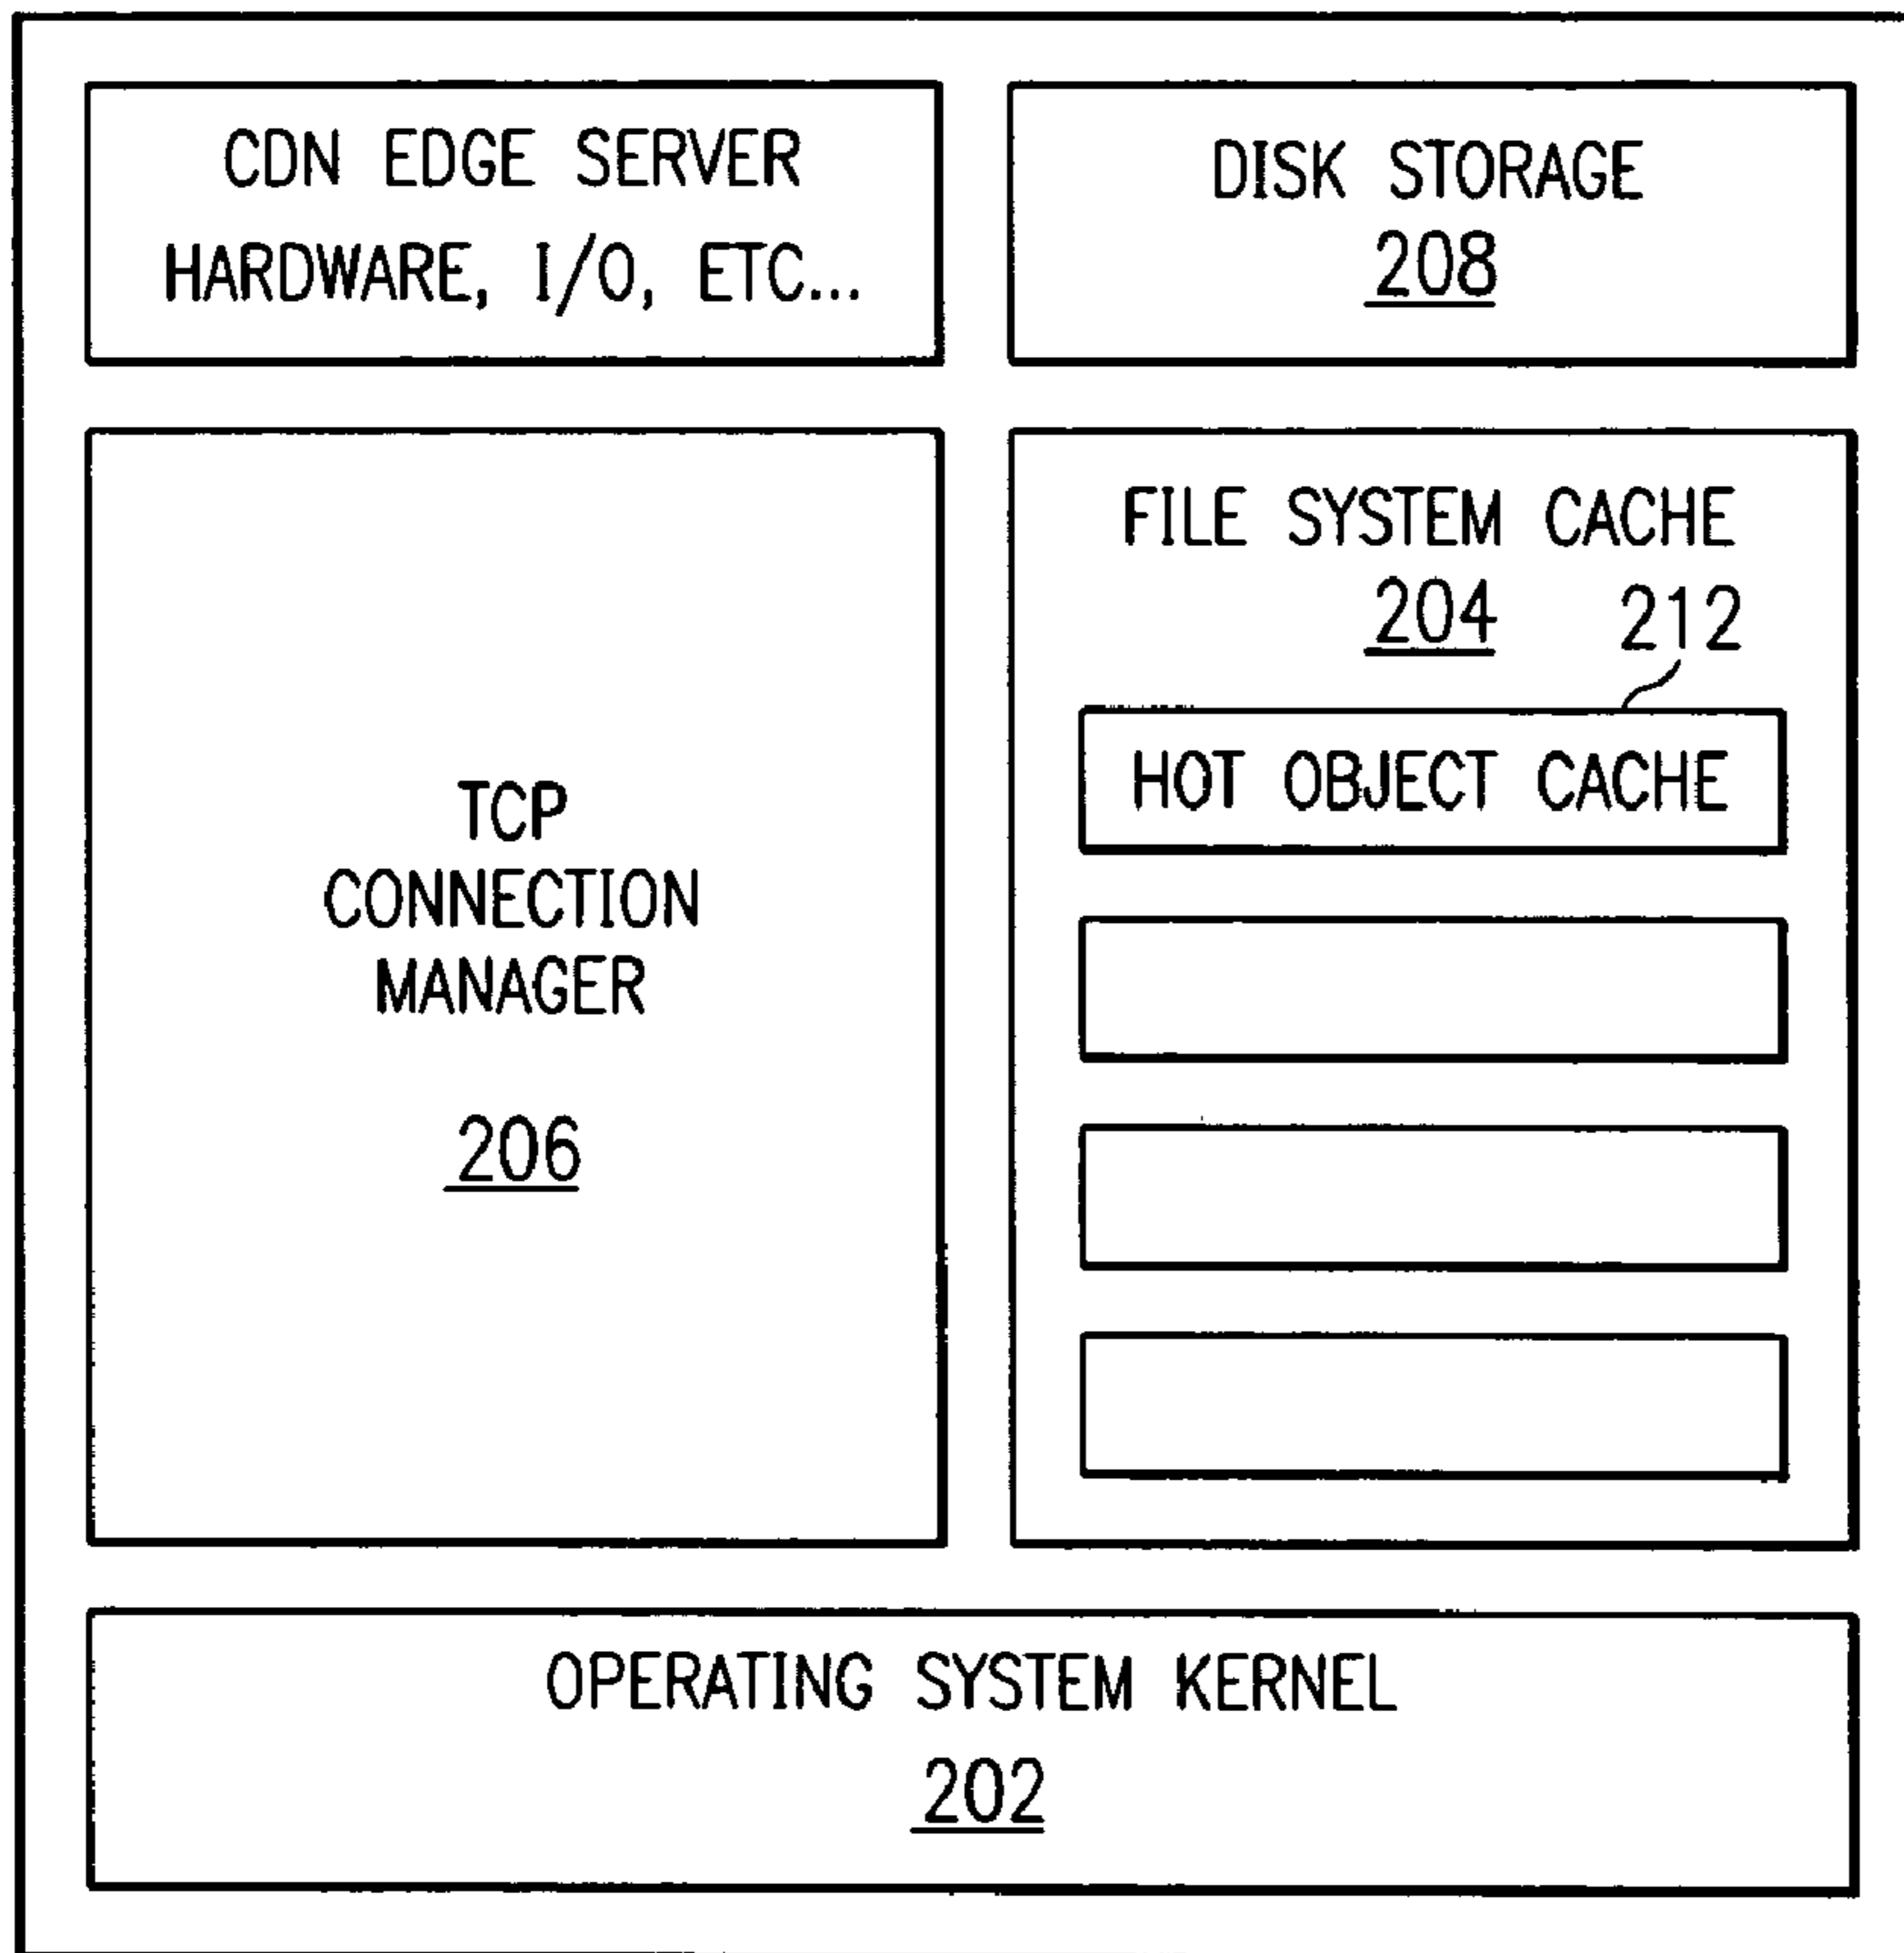 CDN EDGE SERVER
HARDWARE, I/O, ETC...
DISK STORAGE
208
TCP
CONNECTION
MANAGER
206
FILE SYSTEM CACHE
204
212
HOT OBJECT CACHE
OPERATING SYSTEM KERNEL
202